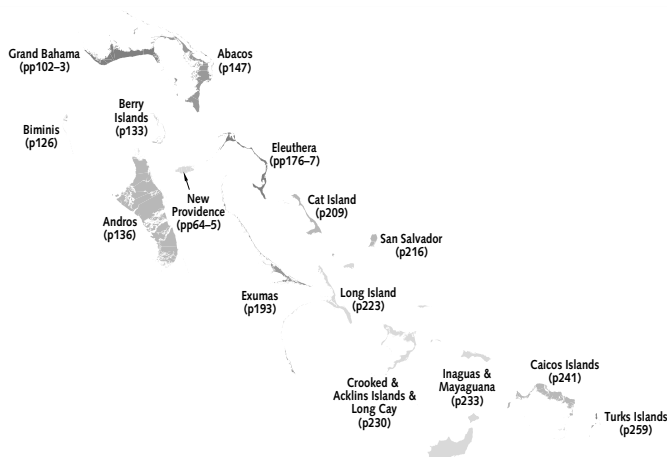 Grand Bahama
(pp102–3)
Abacos
(p147)
Berry
Islands
(p133)
Biminis
(p126)
Eleuthera
(pp176–7)
New
Providence
(pp64–5)
Cat Island
(p209)
Andros
(p136)
San Salvador
(p216)
Exumas
(p193)
Long Island
(p223)
Crooked &
Acklins Islands &
Long Cay
(p230)
Inaguas &
Mayaguana
(p233)
Caicos Islands
(p241)
Turks Islands
(p259)